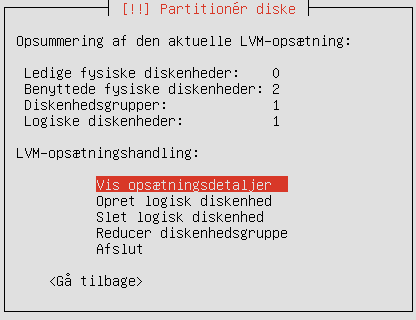 [!!] Partitionér diske
Opsummering af den aktuelle LVM-opsætning:
Ledige fysiske diskenheder: 0
Benyttede fysiske diskenheder: 2
Diskenhedsgrupper: 1
Logiske diskenheder: 1
LVM-opsætningshandling:
Vis opsætningsdetaljer
Opret logisk diskenhed
Slet logisk diskenhed
Reducer diskenhedsgruppe
Afslut
<Gå tilbage>